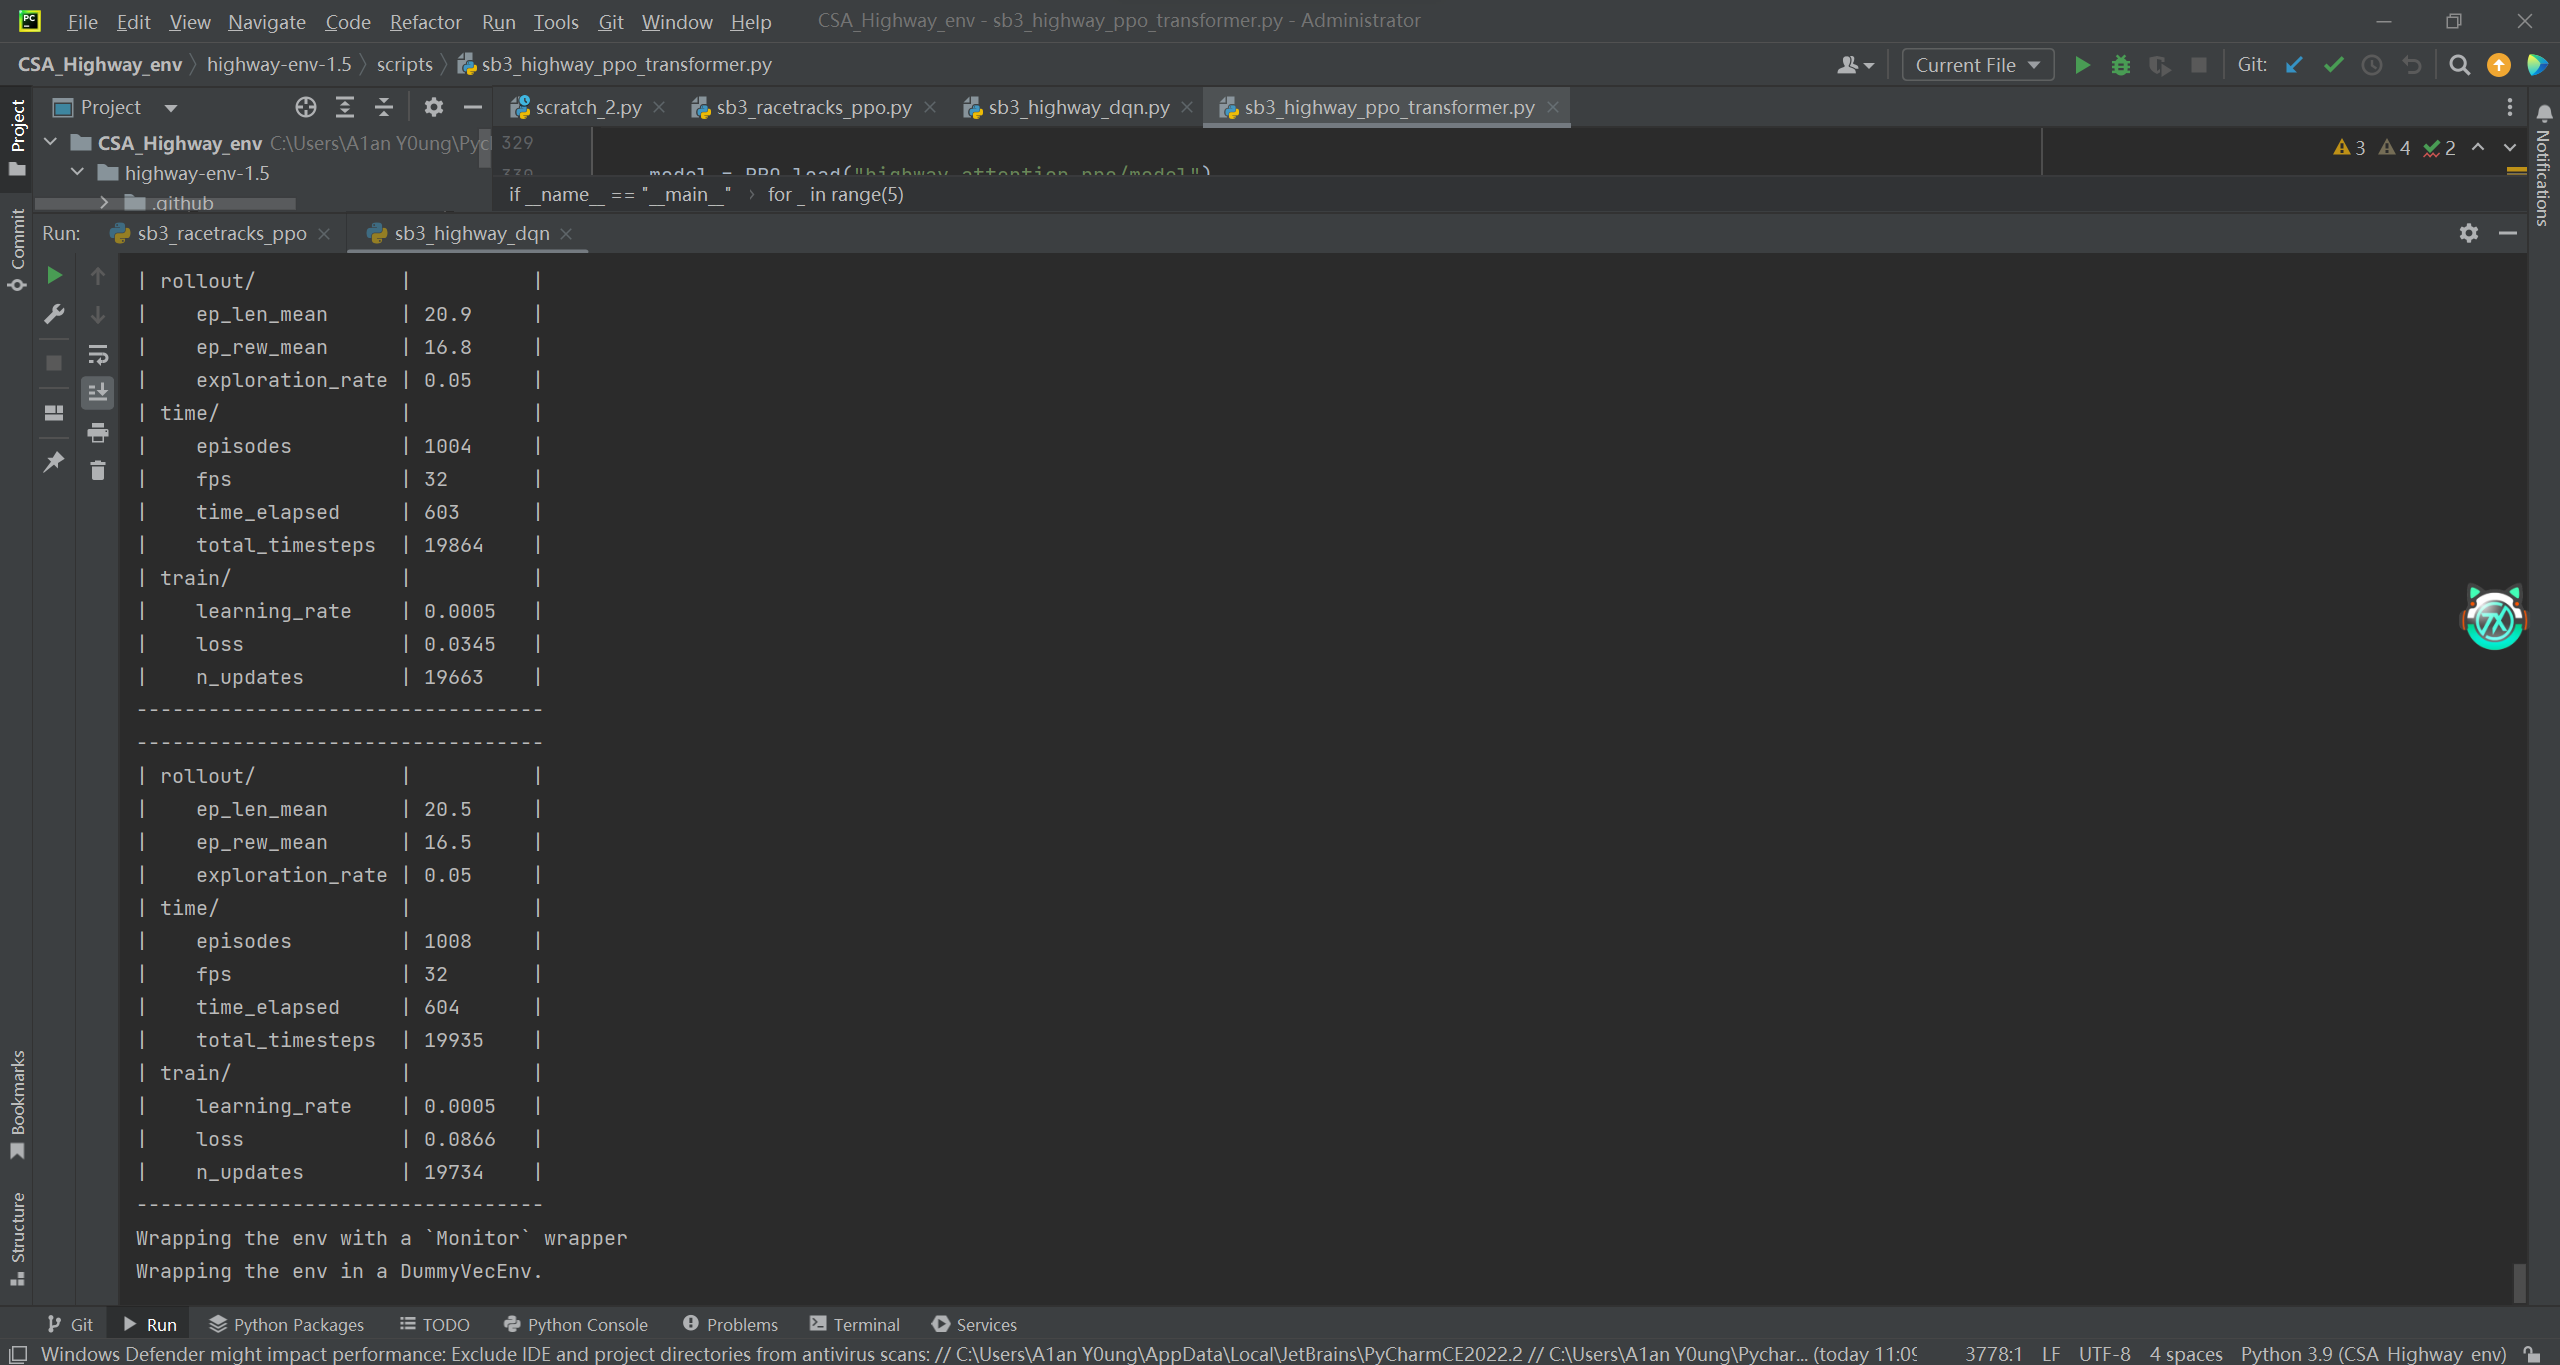 PC File Edit View Navigate Code Refactor Run Tools Git Window Help CSA_Highway_env - sb3_highway_ppo_transformer.py - Administrator
CSA_Highway_env highway-env-1.5 scripts sb3_highway_ppo_transformer.py Current File Git:
Project scratch_2.py sb3_racetracks_ppo.py sb3_highway_dqn.py sb3_highway_ppo_transformer.py
CSA_Highway_env C:\Users\A1an Y0ung\Pyc 329 3 4 2
highway-env-1.5 330 model = PPO.load("highway_attention_ppo/model")
.github if __name__ == "__main__" › for _ in range(5)
Run: sb3_racetracks_ppo sb3_highway_dqn
| rollout/ | |
| ep_len_mean | 20.9 |
| ep_rew_mean | 16.8 |
| exploration_rate | 0.05 |
| time/ | |
| episodes | 1004 |
| fps | 32 |
| time_elapsed | 603 |
| total_timesteps | 19864 |
| train/ | |
| learning_rate | 0.0005 |
| loss | 0.0345 |
| n_updates | 19663 |
----------------------------------
----------------------------------
| rollout/ | |
| ep_len_mean | 20.5 |
| ep_rew_mean | 16.5 |
| exploration_rate | 0.05 |
| time/ | |
| episodes | 1008 |
| fps | 32 |
| time_elapsed | 604 |
| total_timesteps | 19935 |
| train/ | |
| learning_rate | 0.0005 |
| loss | 0.0866 |
| n_updates | 19734 |
----------------------------------
Wrapping the env with a `Monitor` wrapper
Wrapping the env in a DummyVecEnv.
Project
Commit
Bookmarks
Structure
Notifications
Git Run Python Packages TODO Python Console Problems Terminal Services
Windows Defender might impact performance: Exclude IDE and project directories from antivirus scans: // C:\Users\A1an Y0ung\AppData\Local\JetBrains\PyCharmCE2022.2 // C:\Users\A1an Y0ung\Pychar... (today 11:09 3778:1 LF UTF-8 4 spaces Python 3.9 (CSA_Highway_env)